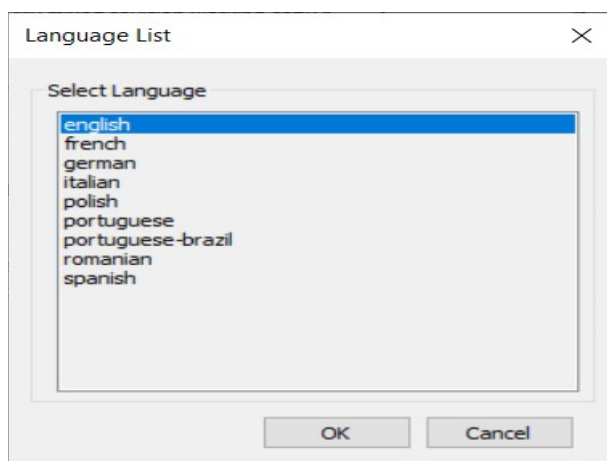 Language List
Select Language
english
french
german
italian
polish
portuguese
portuguese-brazil
romanian
spanish
OK Cancel